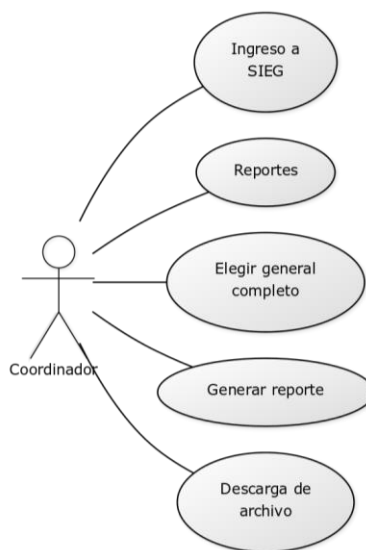 Ingreso a
SIEG
Reportes
Elegir general
completo
Coordinador
Generar reporte
Descarga de
archivo